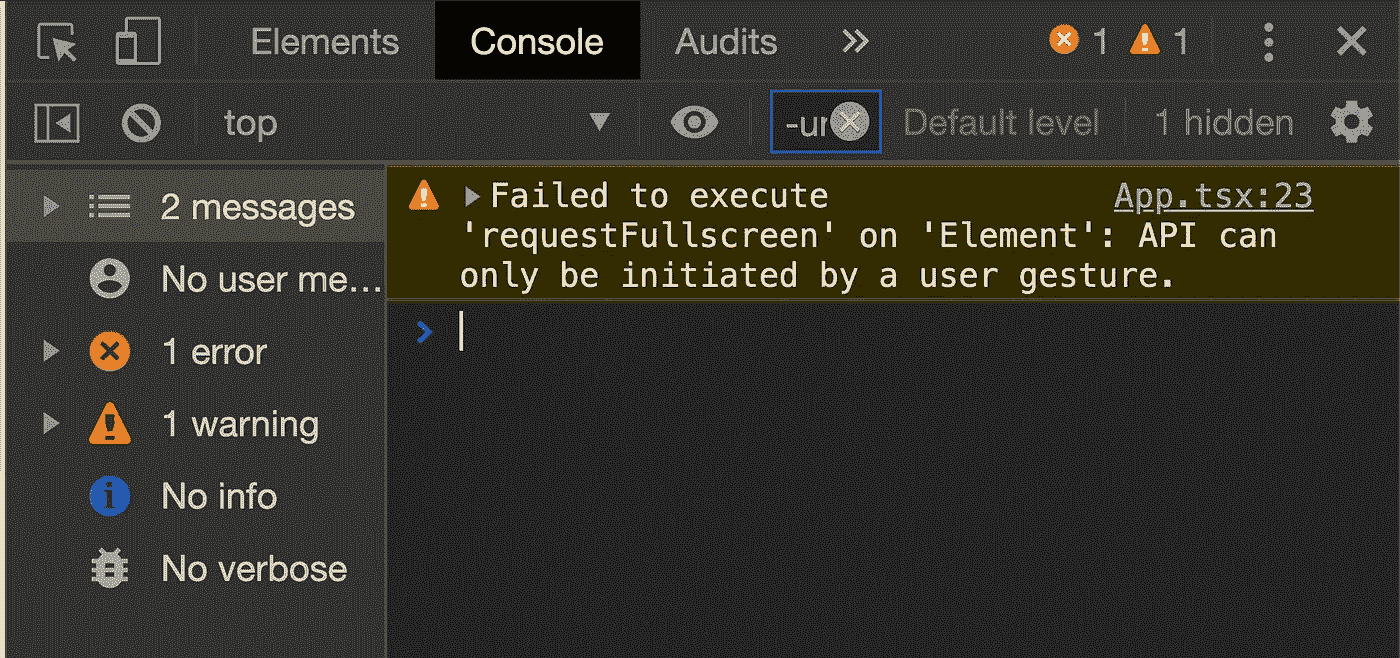 Elements Console Audits 1 1
top -ur Default level 1 hidden
2 messages
No user me...
1 error
1 warning
No info
No verbose
Failed to execute App.tsx:23
'requestFullscreen' on 'Element': API can
only be initiated by a user gesture.